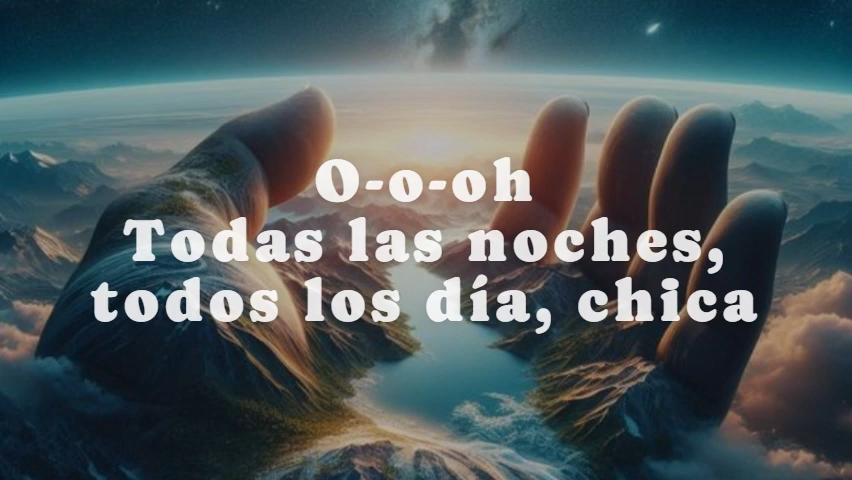 O-o-oh
Todas las noches,
todos los día, chica